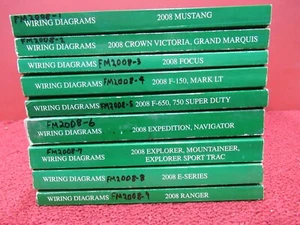 FM2008-1
WIRING DIAGRAMS 2008 MUSTANG
FM2008-2
WIRING DIAGRAMS 2008 CROWN VICTORIA, GRAND MARQUIS
WIRING DIAGRAMS FM2008-3 2008 FOCUS
WIRING DIAGRAMS FM2008-4 2008 F-150, MARK LT
WIRING DIAGRAMS FM2008-5 2008 F-650, 750 SUPER DUTY
FM2008-6
WIRING DIAGRAMS 2008 EXPEDITION, NAVIGATOR
FM2008-7
WIRING DIAGRAMS 2008 EXPLORER, MOUNTAINEER,
EXPLORER SPORT TRAC
WIRING DIAGRAMS FM2008-8 2008 E-SERIES
WIRING DIAGRAMS FM2008-9 2008 RANGER